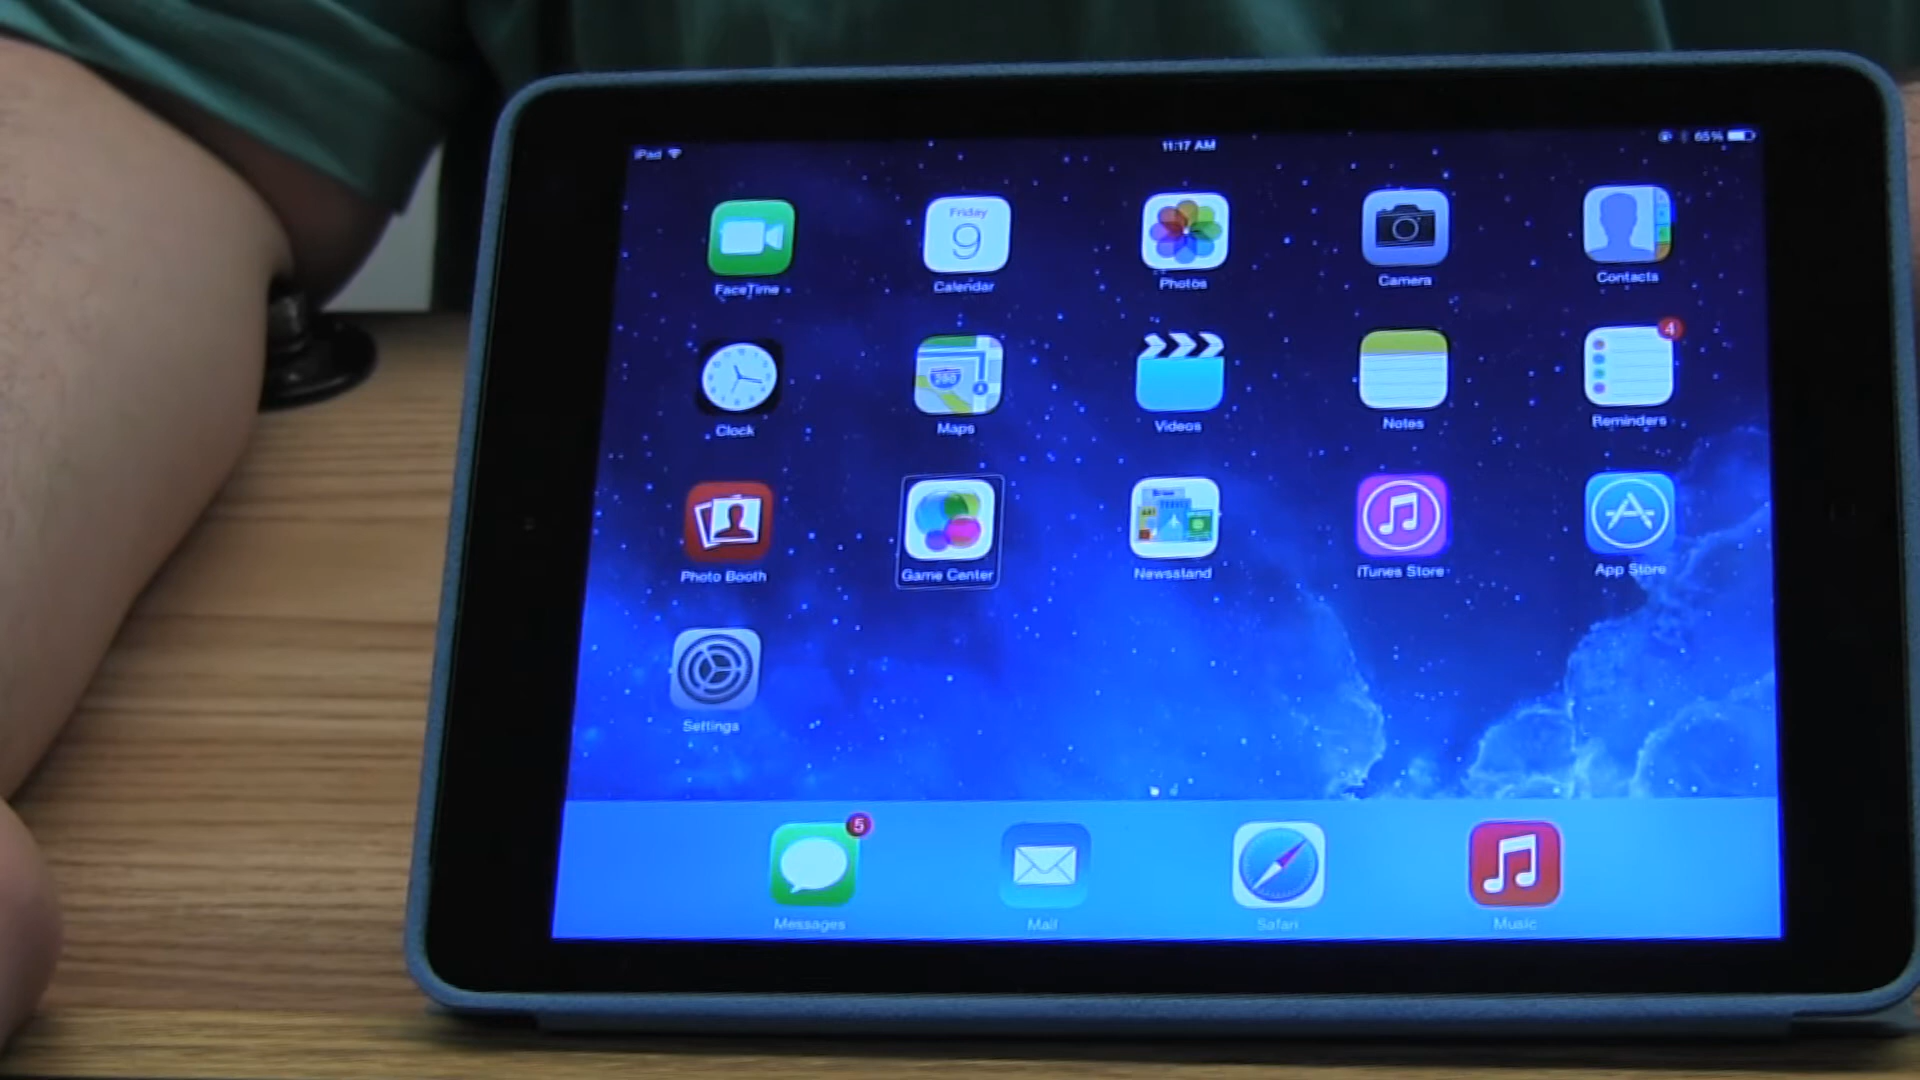 iPad 11:17 AM 65%
Friday
9
FaceTime Calendar Photos Camera Contacts
280
4
Clock Maps Videos Notes Reminders
Photo Booth Game Center Newsstand iTunes Store App Store
Settings
5
Messages Mail Safari Music